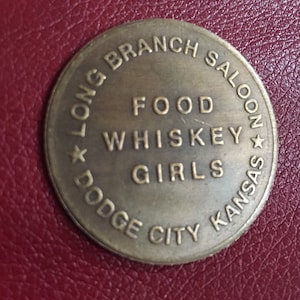 LONG BRANCH SALOON
FOOD
WHISKEY
GIRLS
★ DODGE CITY KANSAS ★